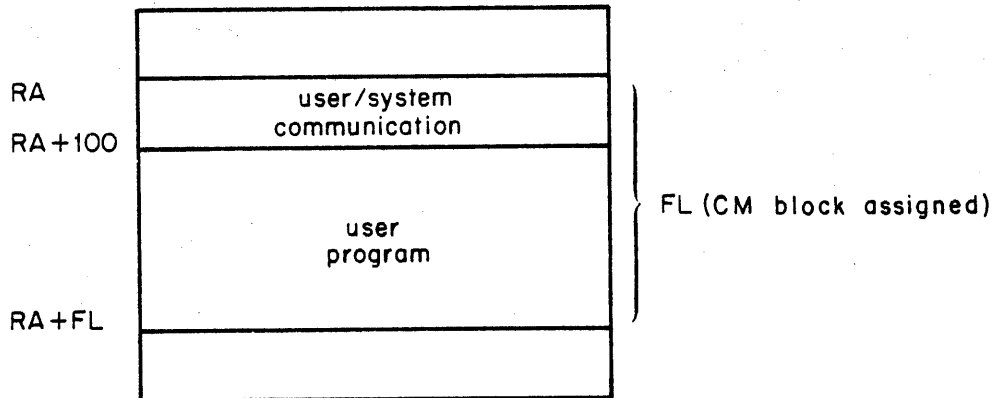 RA
user/system
communication
RA+100
user
program
FL (CM block assigned)
RA+FL